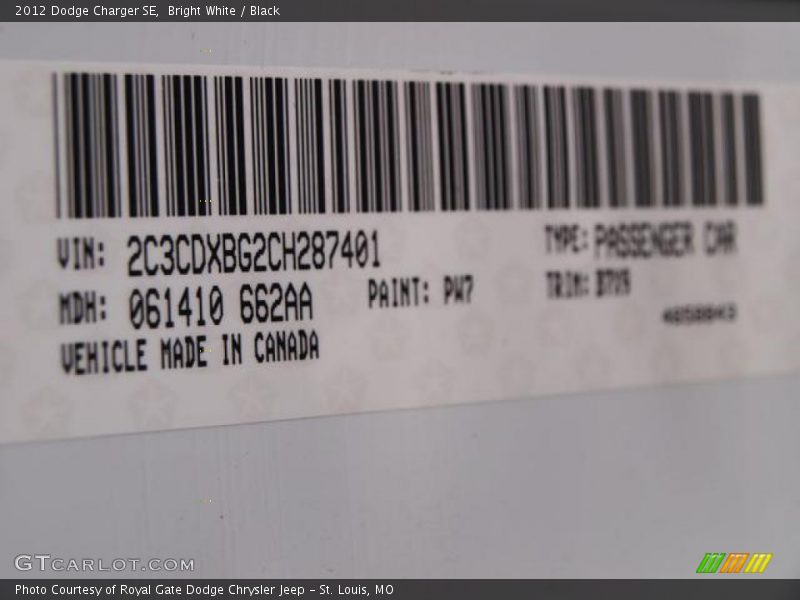 2012 Dodge Charger SE,  Bright White / Black
VIN: 2C3CDXBG2CH287401 TYPE: PASSENGER CAR
MDH: 061410 662AA PAINT: PW7 TRIM:
VEHICLE MADE IN CANADA
GTCARLOT.COM
Photo Courtesy of Royal Gate Dodge Chrysler Jeep – St. Louis, MO